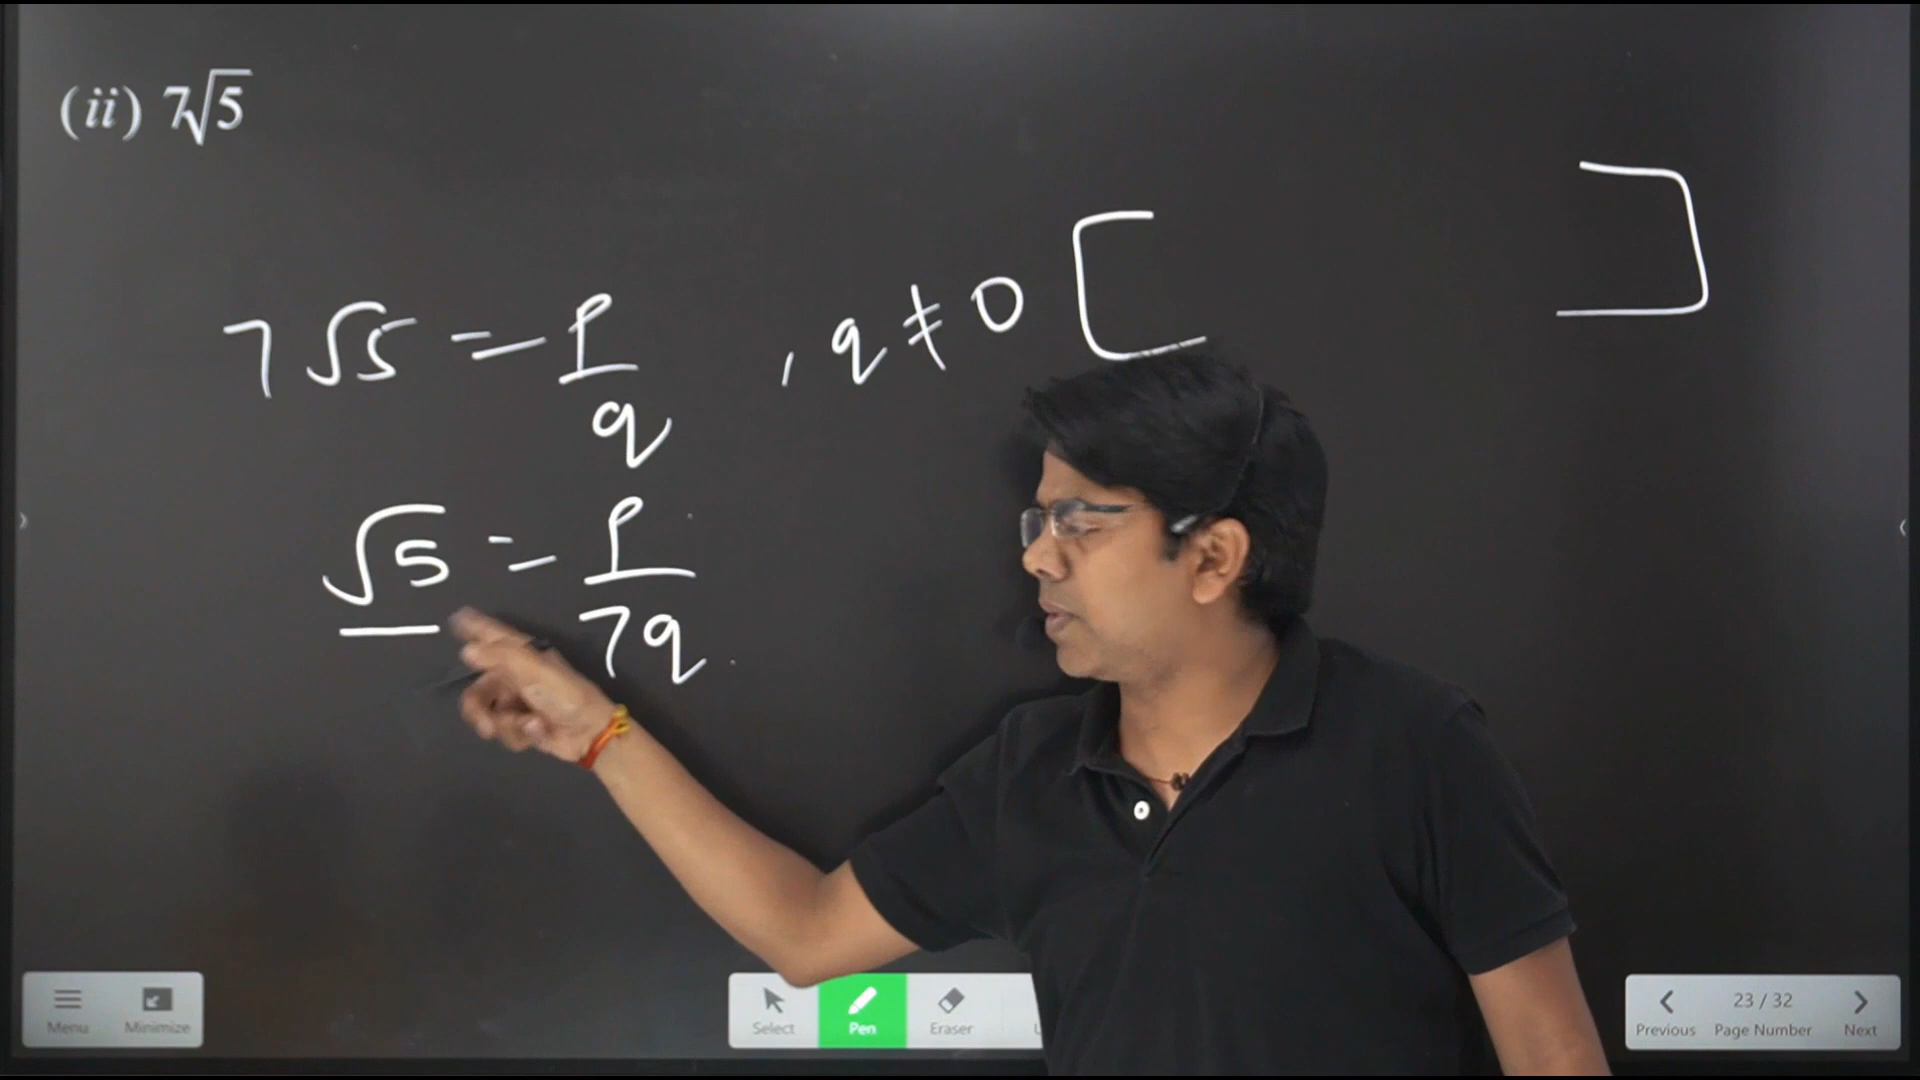 (ii) 7√5
7√5 = p/q , q ≠ 0 [ ]
√5 = p/7q
Menu Minimize Select Pen Eraser 23 / 32
Previous Page Number Next